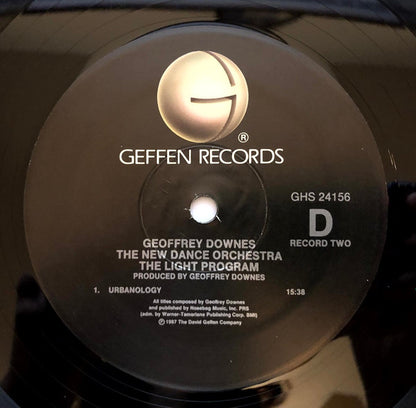 G
®
GEFFEN RECORDS
GHS 24156
D
RECORD TWO
GEOFFREY DOWNES
THE NEW DANCE ORCHESTRA
THE LIGHT PROGRAM
PRODUCED BY GEOFFREY DOWNES
1. URBANOLOGY 15:38
All titles composed by Geoffrey Downes
and published by Nosebag Music, Inc. PRS
(adm. by Warner-Tamerlane Publishing Corp. BMI)
℗ 1987 The David Geffen Company